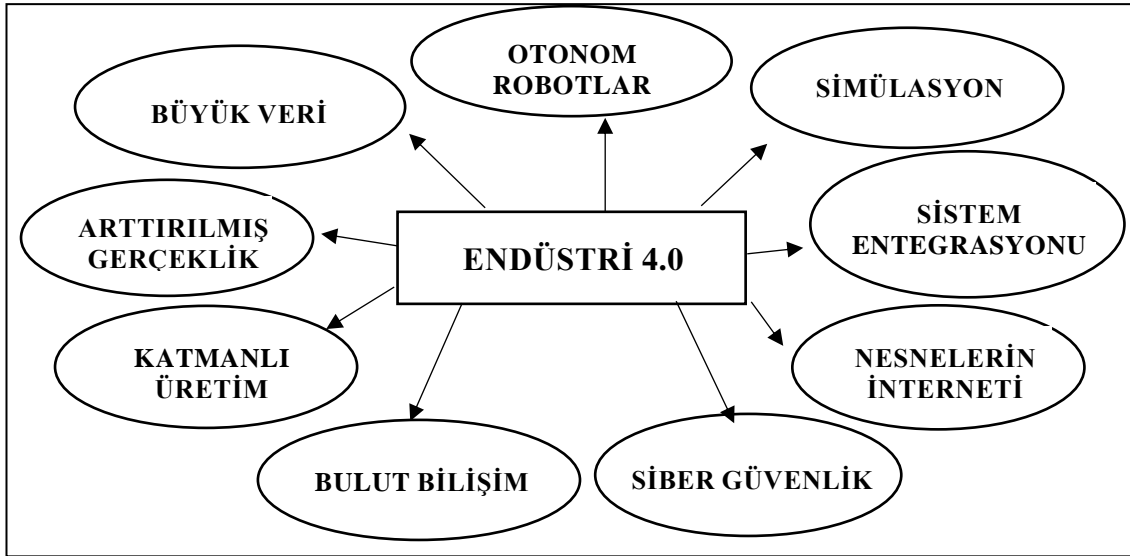 OTONOM
ROBOTLAR
BÜYÜK VERİ
SİMÜLASYON
ARTTIRILMIŞ
GERÇEKLİK
SİSTEM
ENTEGRASYONU
ENDÜSTRİ 4.0
KATMANLI
ÜRETİM
NESNELERİN
İNTERNETİ
BULUT BİLİŞİM
SİBER GÜVENLİK